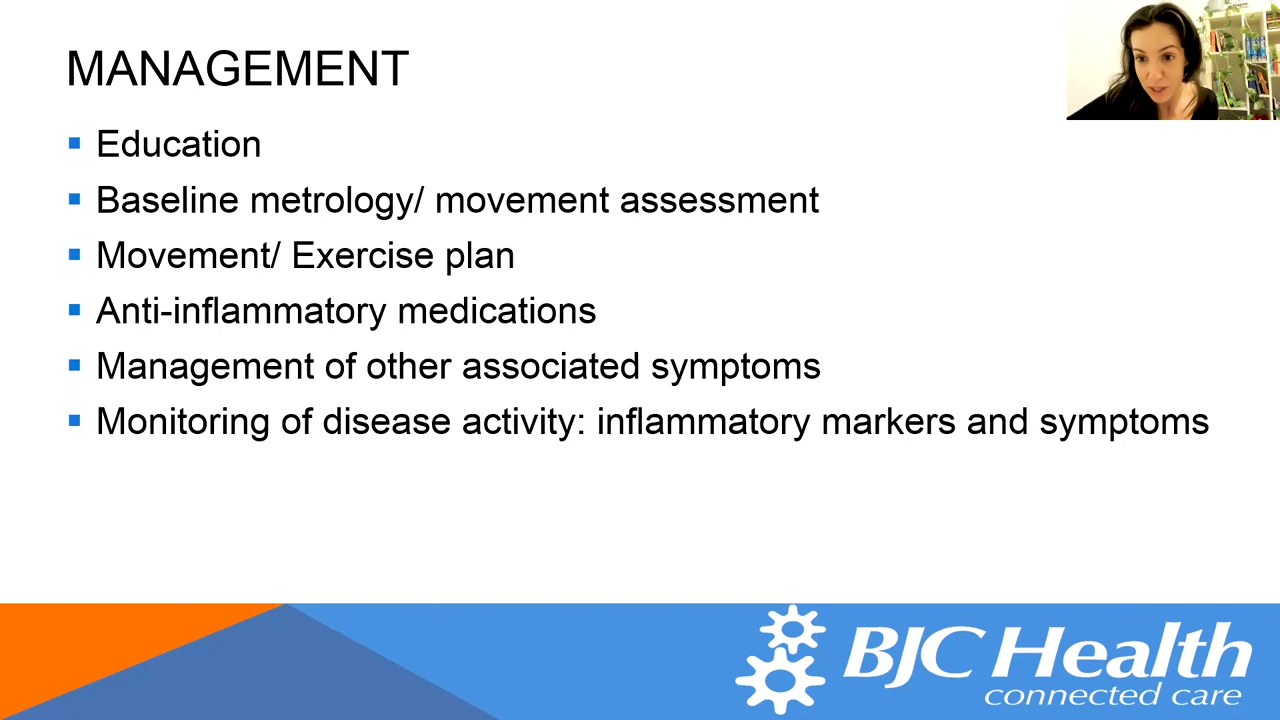 MANAGEMENT
Education
Baseline metrology/ movement assessment
Movement/ Exercise plan
Anti-inflammatory medications
Management of other associated symptoms
Monitoring of disease activity: inflammatory markers and symptoms
BJC Health
connected care